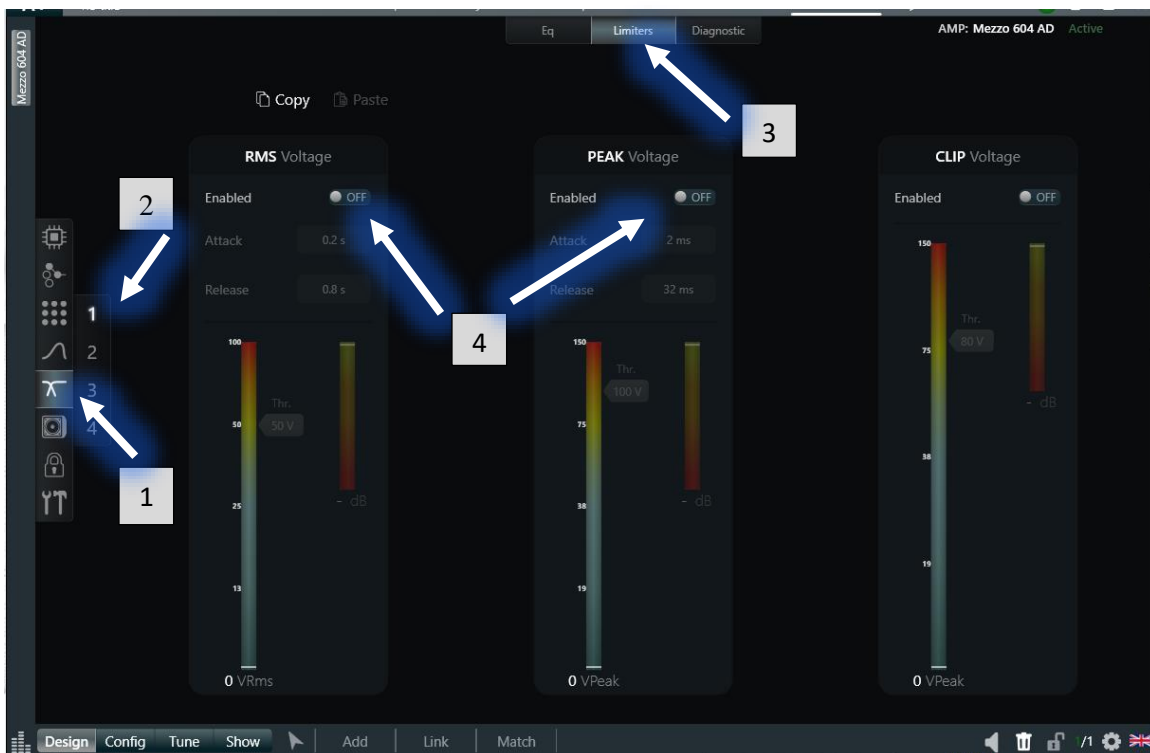 Mezzo 604 AD
Eq Limiters Diagnostic
AMP: Mezzo 604 AD Active
Copy Paste
3
RMS Voltage
Enabled OFF
Attack 0.2 s
Release 0.8 s
100
Thr.
50 50 V
25
- dB
13
0 VRms
PEAK Voltage
Enabled OFF
Attack 2 ms
Release 32 ms
150
Thr.
100 V
75
38
- dB
19
0 VPeak
CLIP Voltage
Enabled OFF
150
Thr.
80 V
75
- dB
38
19
0 VPeak
2
1
2
3
4
4
1
Design Config Tune Show Add Link Match
1/1